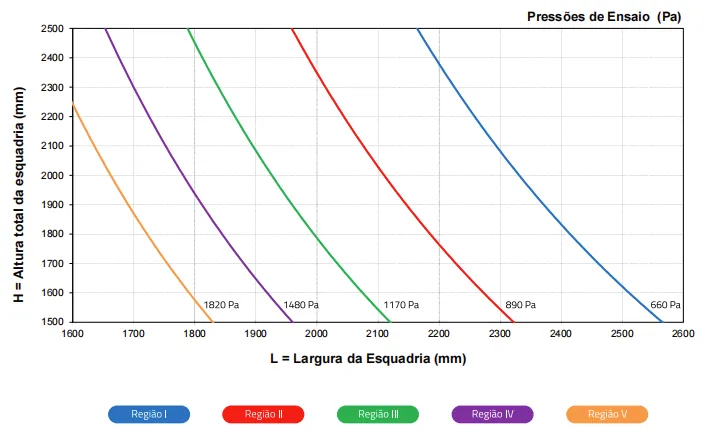 Pressões de Ensaio (Pa)
H = Altura total da esquadria (mm)
2500
2400
2300
2200
2100
2000
1900
1800
1700
1600
1500
1820 Pa 1480 Pa 1170 Pa 890 Pa 660 Pa
1600 1700 1800 1900 2000 2100 2200 2300 2400 2500 2600
L = Largura da Esquadria (mm)
Região I Região II Região III Região IV Região V